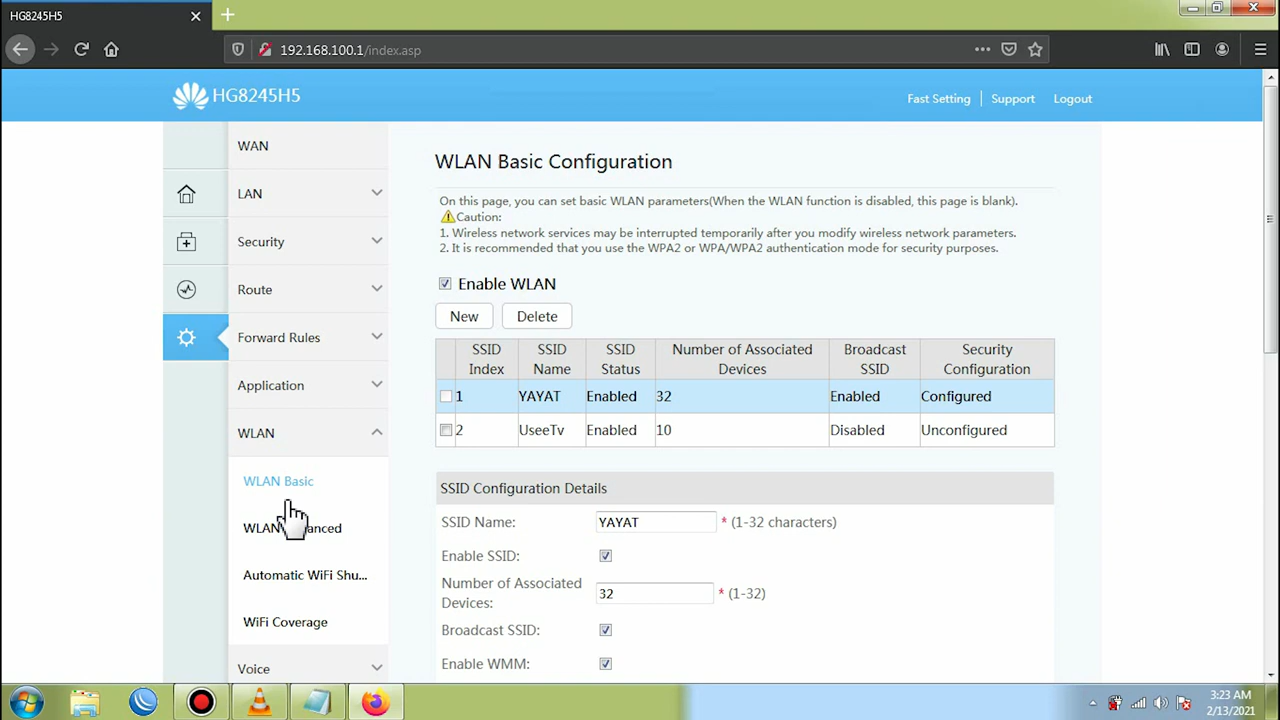 HG8245H5
192.168.100.1/index.asp
HG8245H5
Fast Setting
Support
Logout
WAN
LAN
Security
Route
Forward Rules
Application
WLAN
WLAN Basic
Automatic WiFi Shu...
WiFi Coverage
Voice
WLAN Basic Configuration
On this page, you can set basic WLAN parameters(When the WLAN function is disabled, this page is blank).
Caution:
1. Wireless network services may be interrupted temporarily after you modify wireless network parameters.
2. It is recommended that you use the WPA2 or WPA/WPA2 authentication mode for security purposes.
Enable WLAN
New Delete
SSID Index SSID Name SSID Status Number of Associated Devices Broadcast SSID Security Configuration
1 YAYAT Enabled 32 Enabled Configured
2 UseeTv Enabled 10 Disabled Unconfigured
SSID Configuration Details
SSID Name: YAYAT * (1-32 characters)
Enable SSID:
Number of Associated
Devices: 32 * (1-32)
Broadcast SSID:
Enable WMM:
3:23 AM
2/13/2021